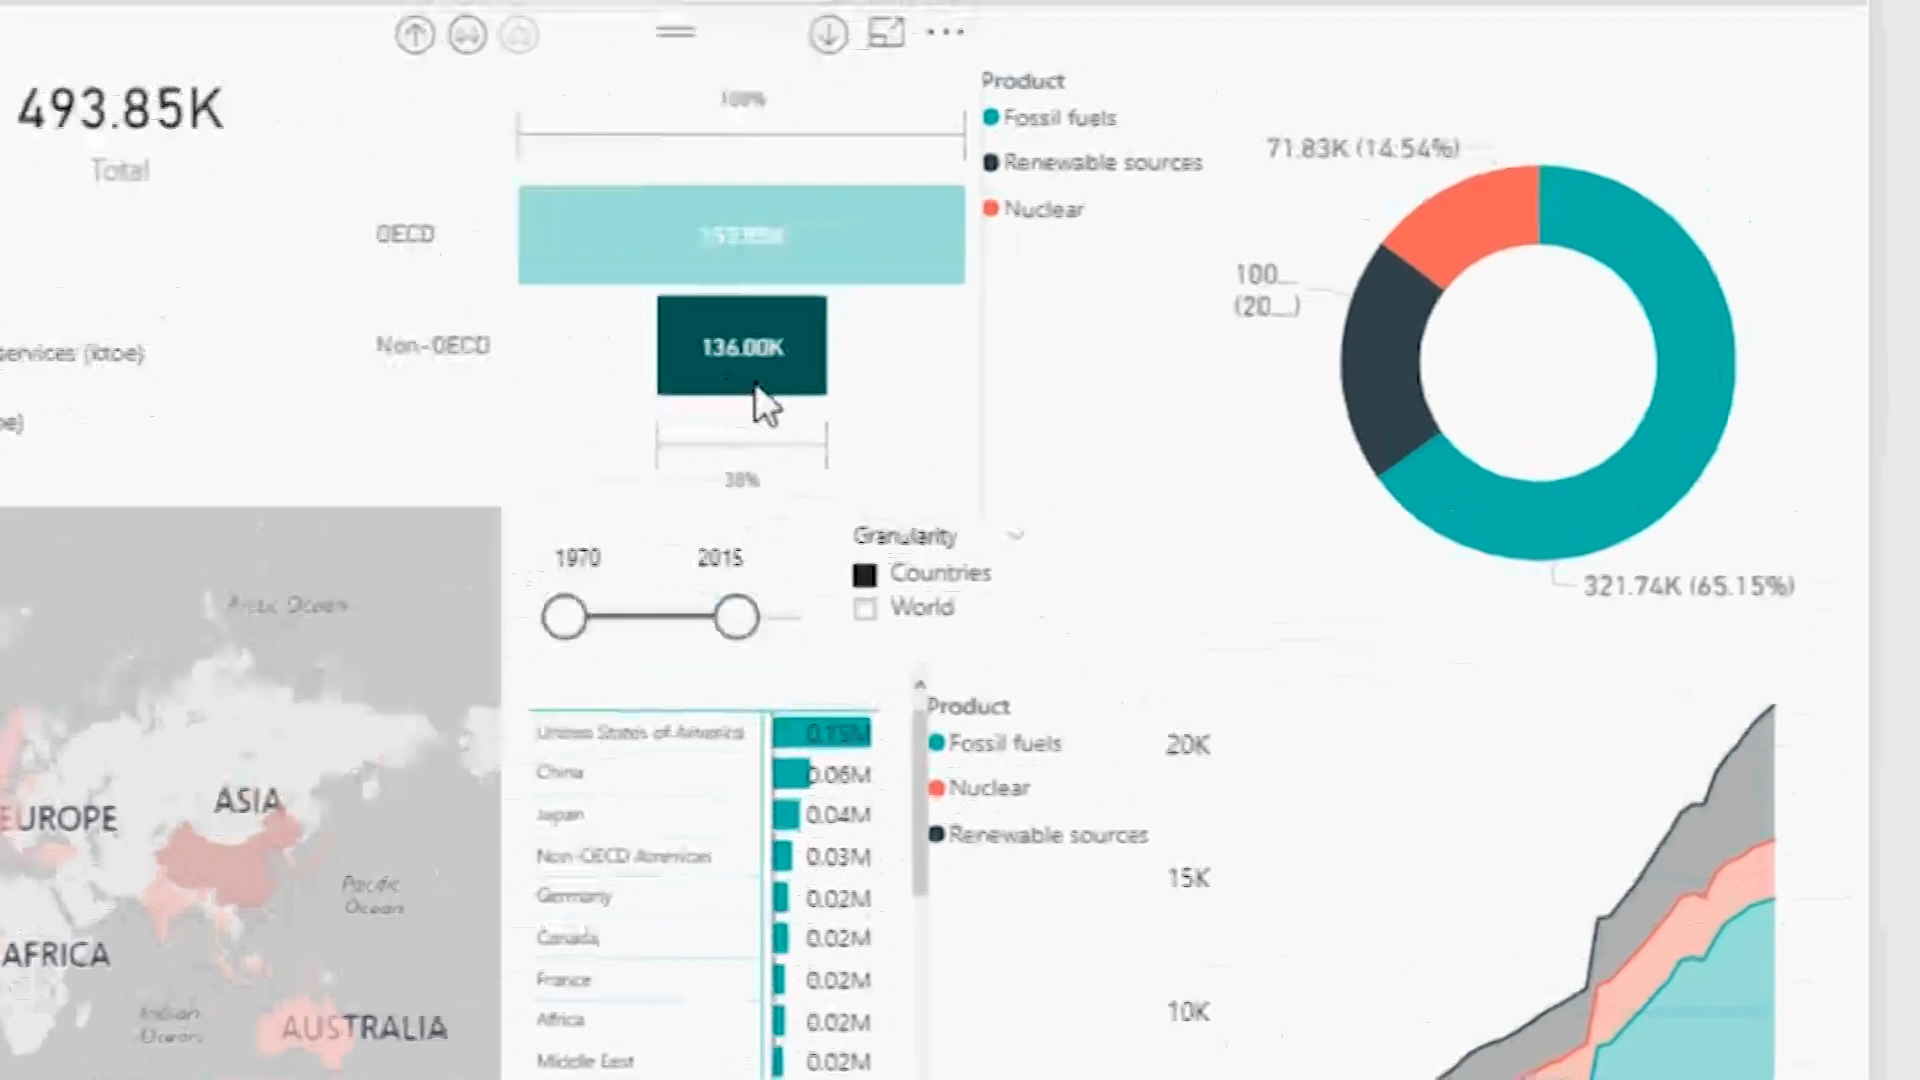 493.85K
Total
100%
OECD
Non-OECD
136.00K
38%
Product
Fossil fuels
Renewable sources
Nuclear
71.83K (14.54%)
100...
(20...)
321.74K (65.15%)
services (ktoe)
1970
2015
Granularity
Countries
World
Arctic Ocean
EUROPE
ASIA
Pacific
Ocean
AFRICA
Indian
Ocean
AUSTRALIA
United States of America 0.15M
China 0.06M
Japan 0.04M
Non-OECD Americas 0.03M
Germany 0.02M
Canada 0.02M
France 0.02M
Africa 0.02M
Middle East 0.02M
Product
Fossil fuels
Nuclear
Renewable sources
20K
15K
10K